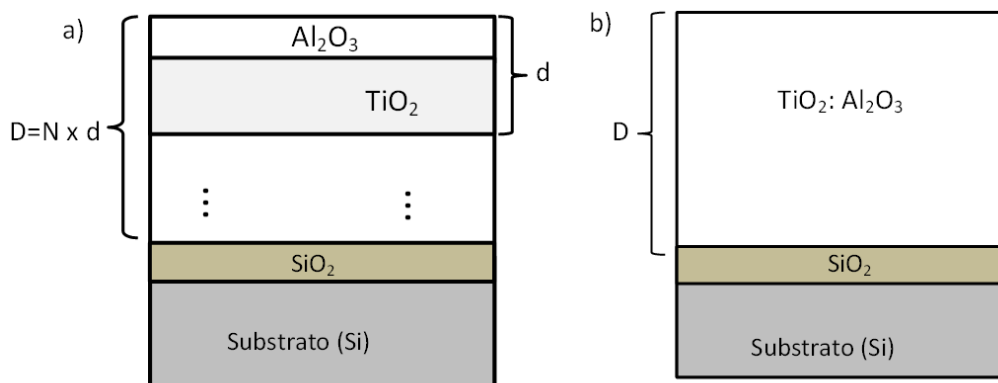 a)
Al₂O₃
TiO₂
d
D=N x d
⋮ ⋮
SiO₂
Substrato (Si)
b)
TiO₂: Al₂O₃
D
SiO₂
Substrato (Si)